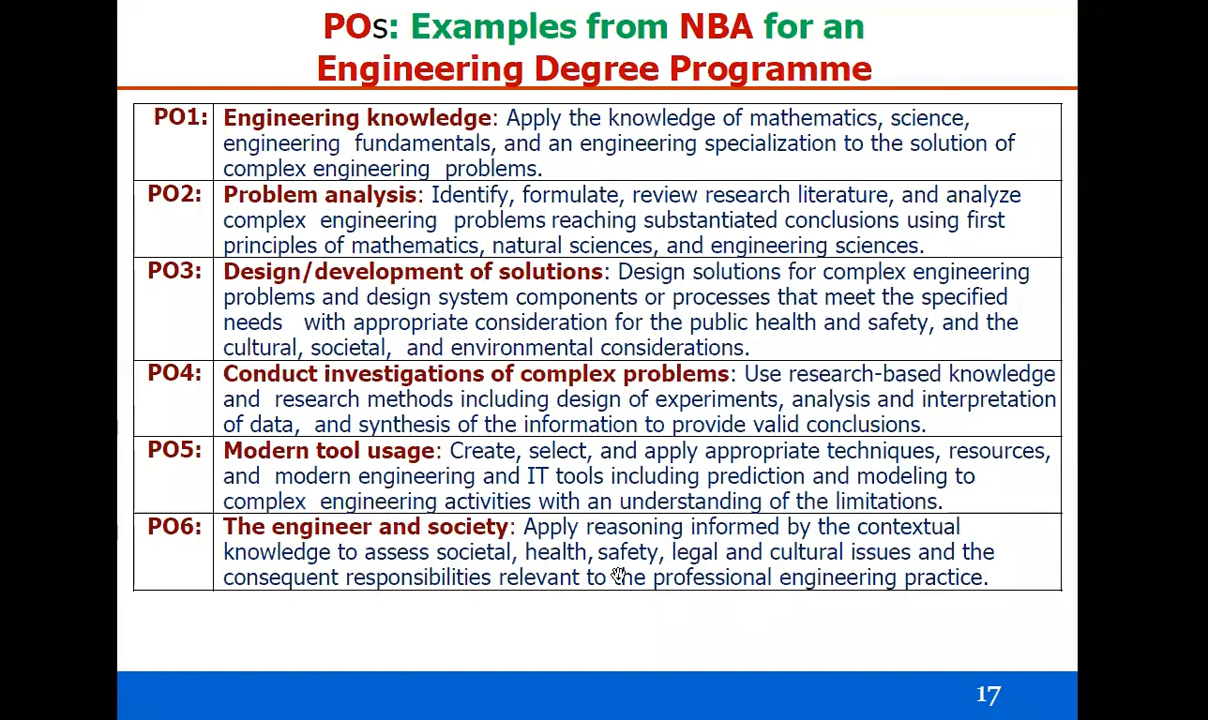 POs: Examples from NBA for an
Engineering Degree Programme
PO1: Engineering knowledge: Apply the knowledge of mathematics, science,
engineering fundamentals, and an engineering specialization to the solution of
complex engineering problems.
PO2: Problem analysis: Identify, formulate, review research literature, and analyze
complex engineering problems reaching substantiated conclusions using first
principles of mathematics, natural sciences, and engineering sciences.
PO3: Design/development of solutions: Design solutions for complex engineering
problems and design system components or processes that meet the specified
needs with appropriate consideration for the public health and safety, and the
cultural, societal, and environmental considerations.
PO4: Conduct investigations of complex problems: Use research-based knowledge
and research methods including design of experiments, analysis and interpretation
of data, and synthesis of the information to provide valid conclusions.
PO5: Modern tool usage: Create, select, and apply appropriate techniques, resources,
and modern engineering and IT tools including prediction and modeling to
complex engineering activities with an understanding of the limitations.
PO6: The engineer and society: Apply reasoning informed by the contextual
knowledge to assess societal, health, safety, legal and cultural issues and the
consequent responsibilities relevant to the professional engineering practice.
17